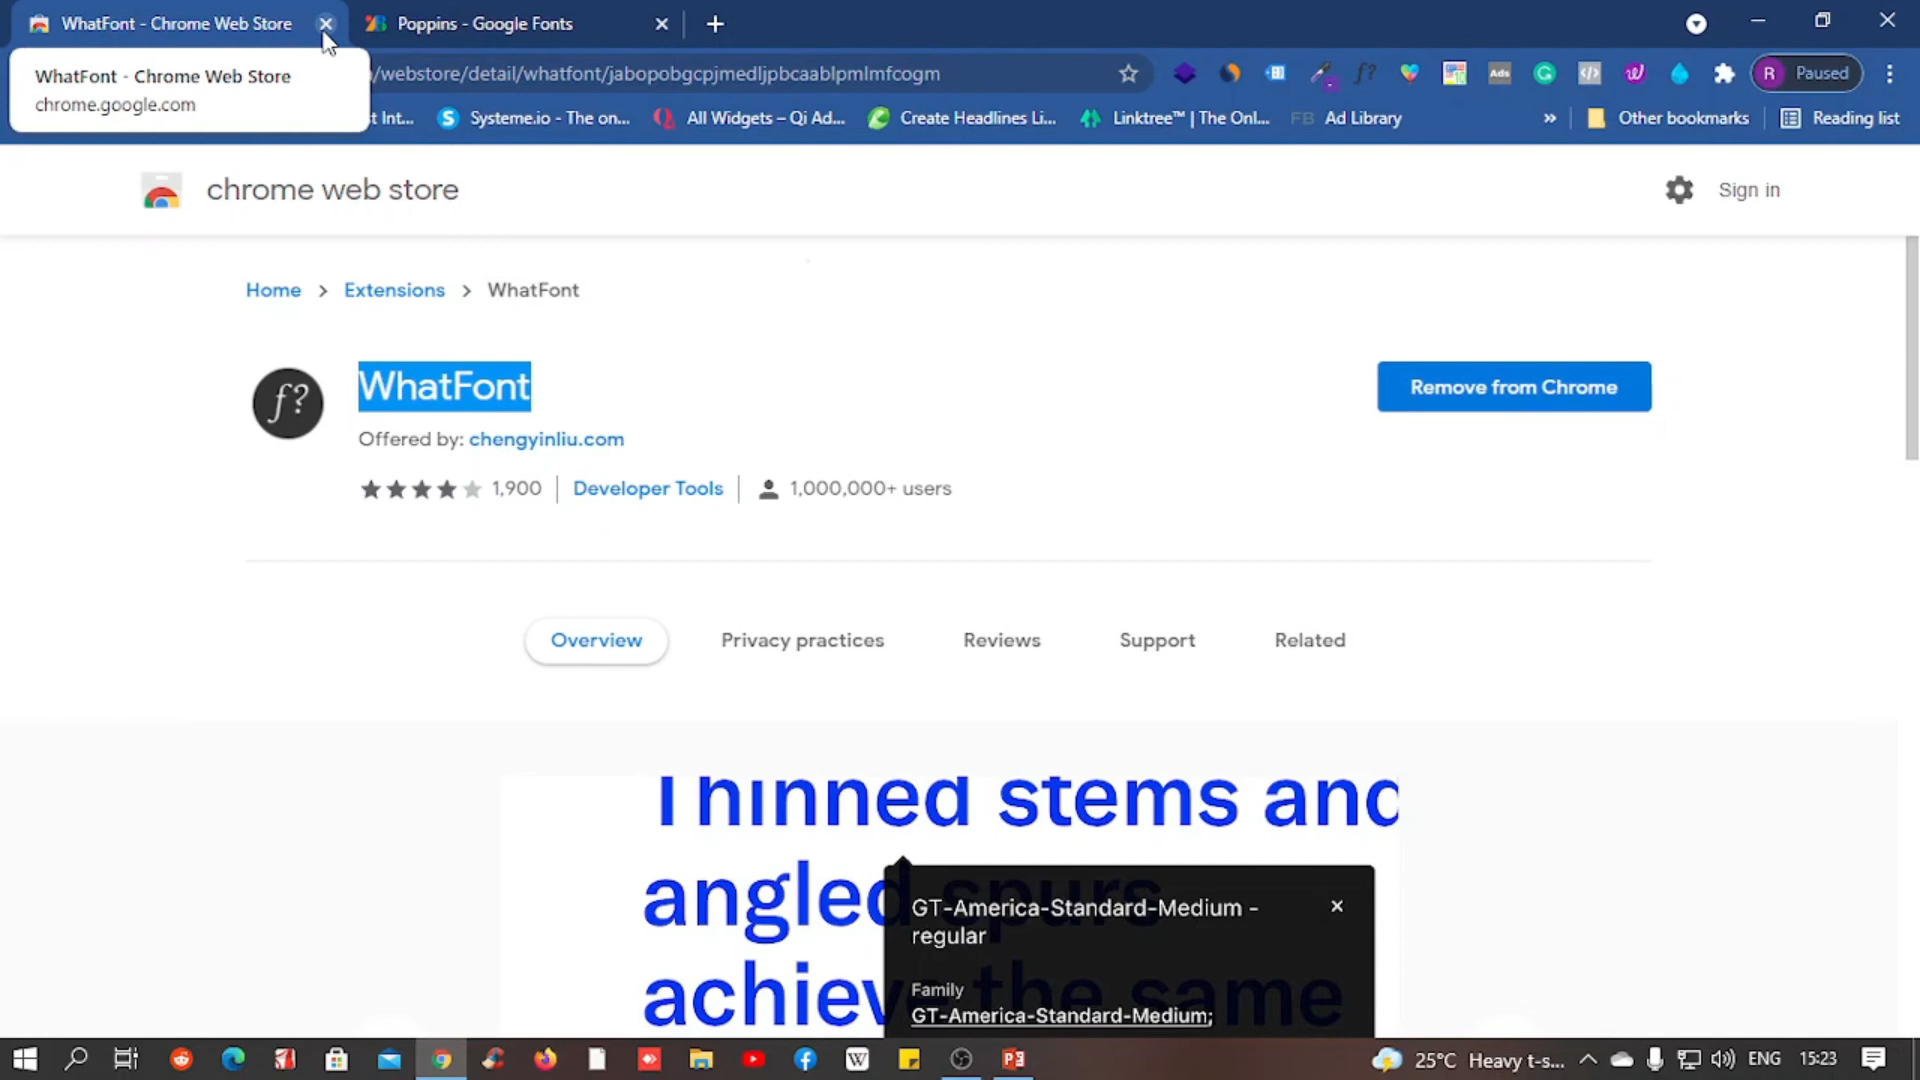 WhatFont - Chrome Web Store
Poppins - Google Fonts
WhatFont - Chrome Web Store
chrome.google.com
/webstore/detail/whatfont/jabopobgcpjmedljpbcaablpmlmfcogm
Ads
R Paused
t Int...
Systeme.io - The on...
All Widgets – Qi Ad...
Create Headlines Li...
Linktree™ | The Onl...
FB Ad Library
»
Other bookmarks
Reading list
chrome web store
Sign in
Home > Extensions > WhatFont
f?
WhatFont
Remove from Chrome
Offered by: chengyinliu.com
1,900
Developer Tools
1,000,000+ users
Overview
Privacy practices
Reviews
Support
Related
Thinned stems and
angled spurs
achieve the same
GT-America-Standard-Medium -
regular
Family
GT-America-Standard-Medium;
25°C Heavy t-s...
ENG
15:23